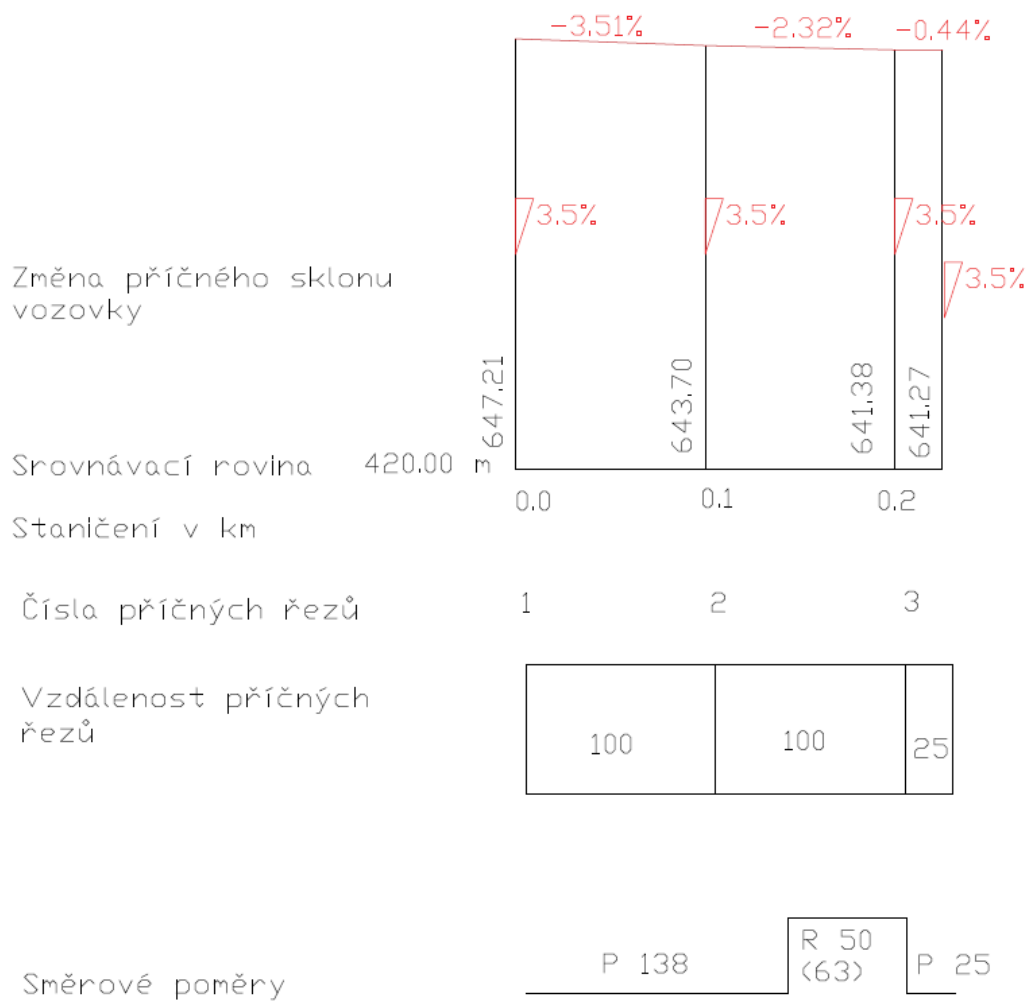 -3.51%
-2.32%
-0.44%
3.5%
3.5%
3.5%
Změna příčného sklonu
vozovky
3.5%
647.21
643.70
641.38
641.27
Srovnávací rovina 420.00 m
0.0
0.1
0.2
Staničení v km
Čísla příčných řezů
1
2
3
Vzdálenost příčných
řezů
100
100
25
Směrové poměry
P 138
R 50
(63)
P 25